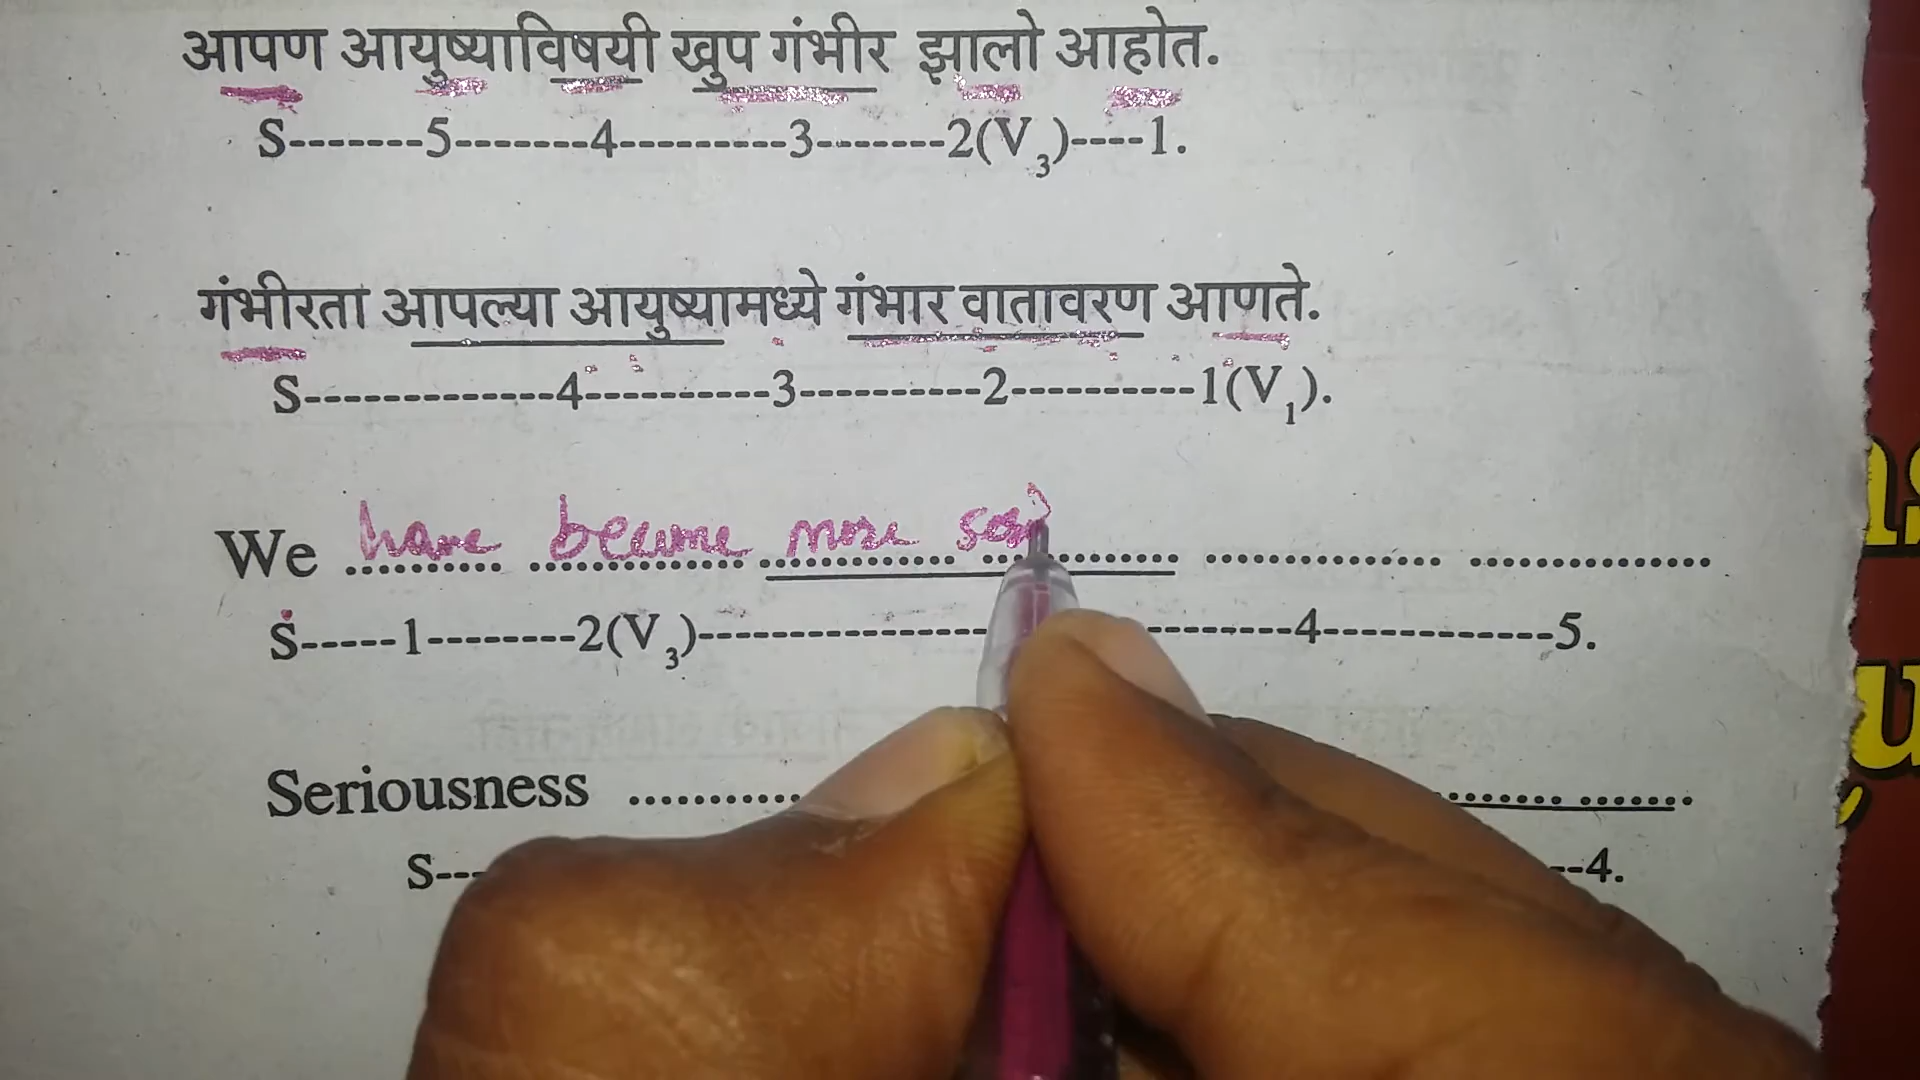 आपण आयुष्याविषयी खुप गंभीर झालो आहोत.
S-------5-------4---------3-------2(V3)----1.
गंभीरता आपल्या आयुष्यामध्ये गंभार वातावरण आणते.
S-------------4----------3----------2----------1(V1).
We have become more
S-----1--------2(V3)----------------4------------5.
Seriousness
S-----4.